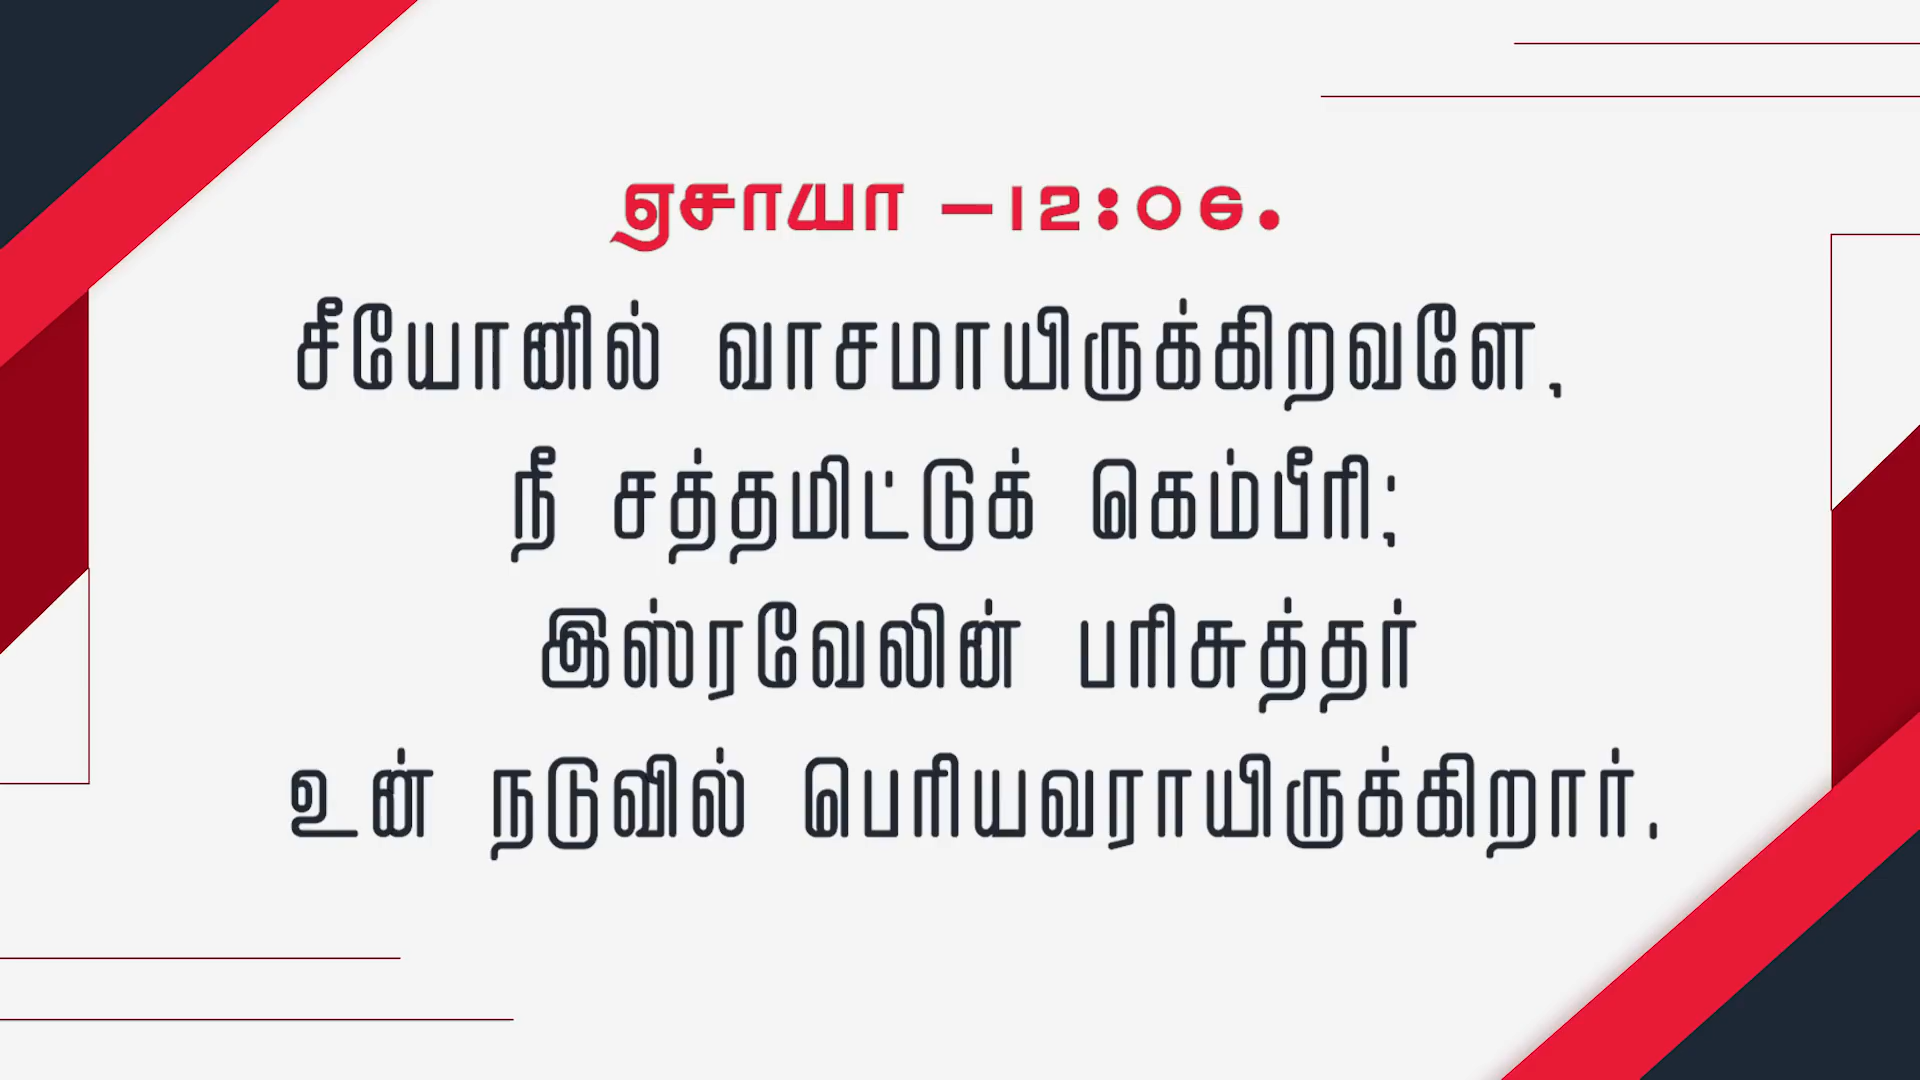 ஏசாயா -12:06.
சீயோனில் வாசமாயிருக்கிறவளே,
நீ சத்தமிட்டுக் கெம்பீரி;
இஸ்ரவேலின் பரிசுத்தர்
உன் நடுவில் பெரியவராயிருக்கிறார்.